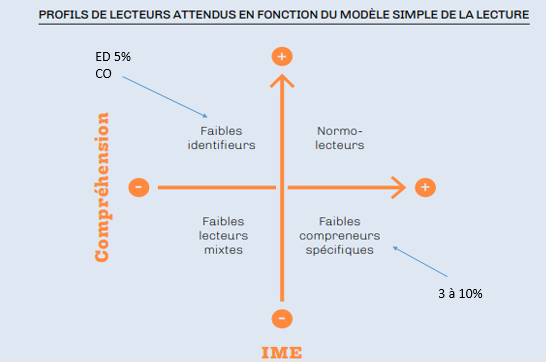 PROFILS DE LECTEURS ATTENDUS EN FONCTION DU MODÈLE SIMPLE DE LA LECTURE
ED 5%
CO
+
Faibles
identifieurs
Normo-
lecteurs
Compréhension
-
+
Faibles
lecteurs
mixtes
Faibles
compreneurs
spécifiques
3 à 10%
-
IME